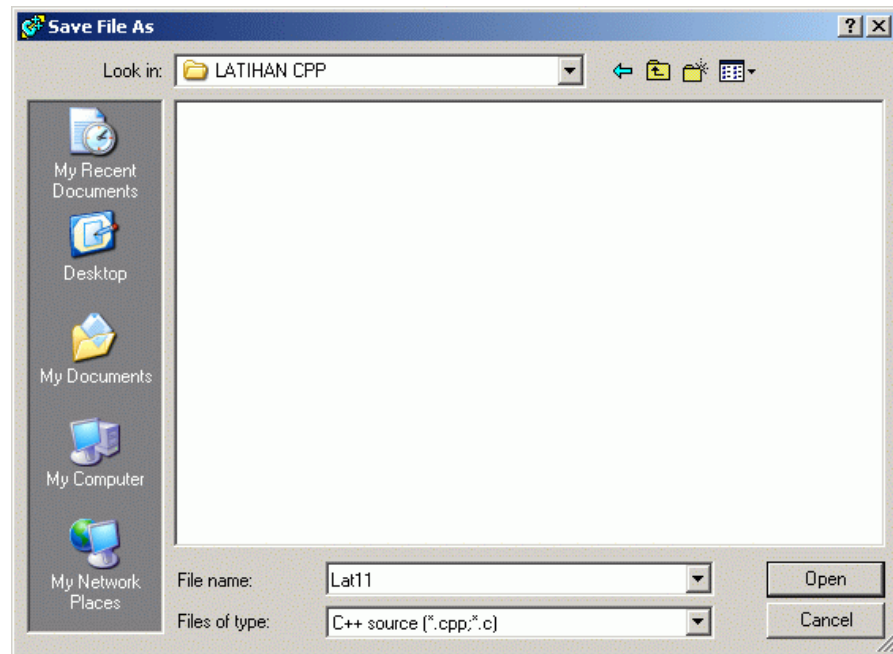 Save File As
Look in:
LATIHAN CPP
My Recent
Documents
Desktop
My Documents
My Computer
My Network
Places
File name:
Lat11
Open
Files of type:
C++ source (*.cpp;*.c)
Cancel